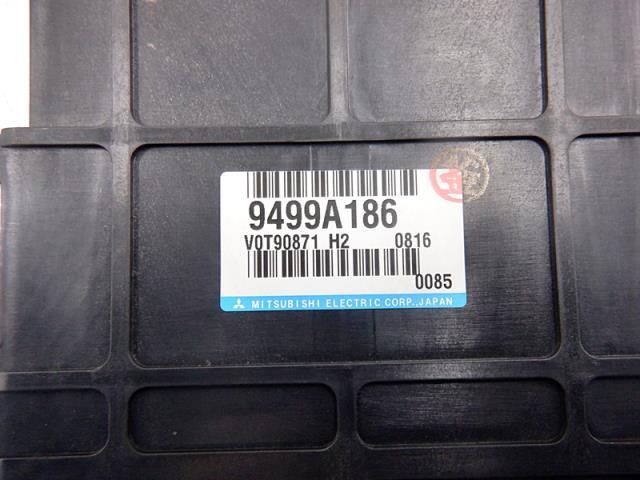 9499A186
V0T90871 H2 0816
0085
MITSUBISHI ELECTRIC CORP.,JAPAN